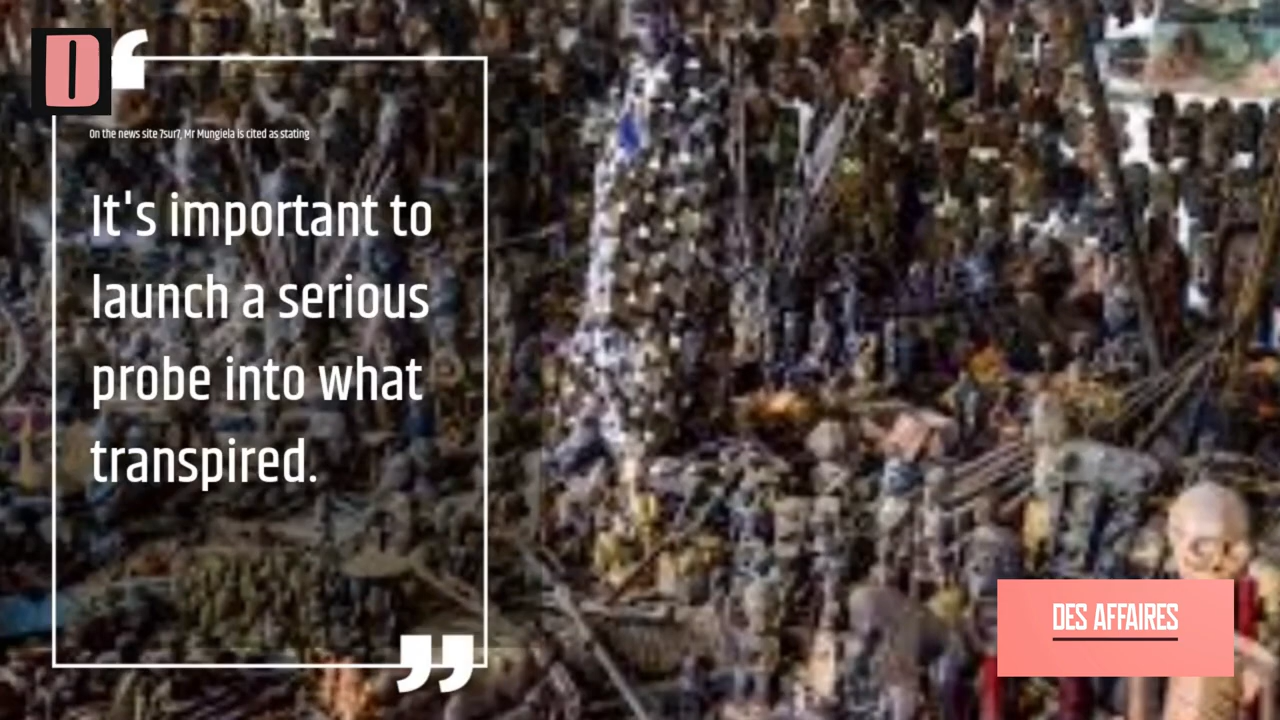 D
On the news site 7sur7, Mr Mungiela is cited as stating
It's important to
launch a serious
probe into what
transpired.
DES AFFAIRES